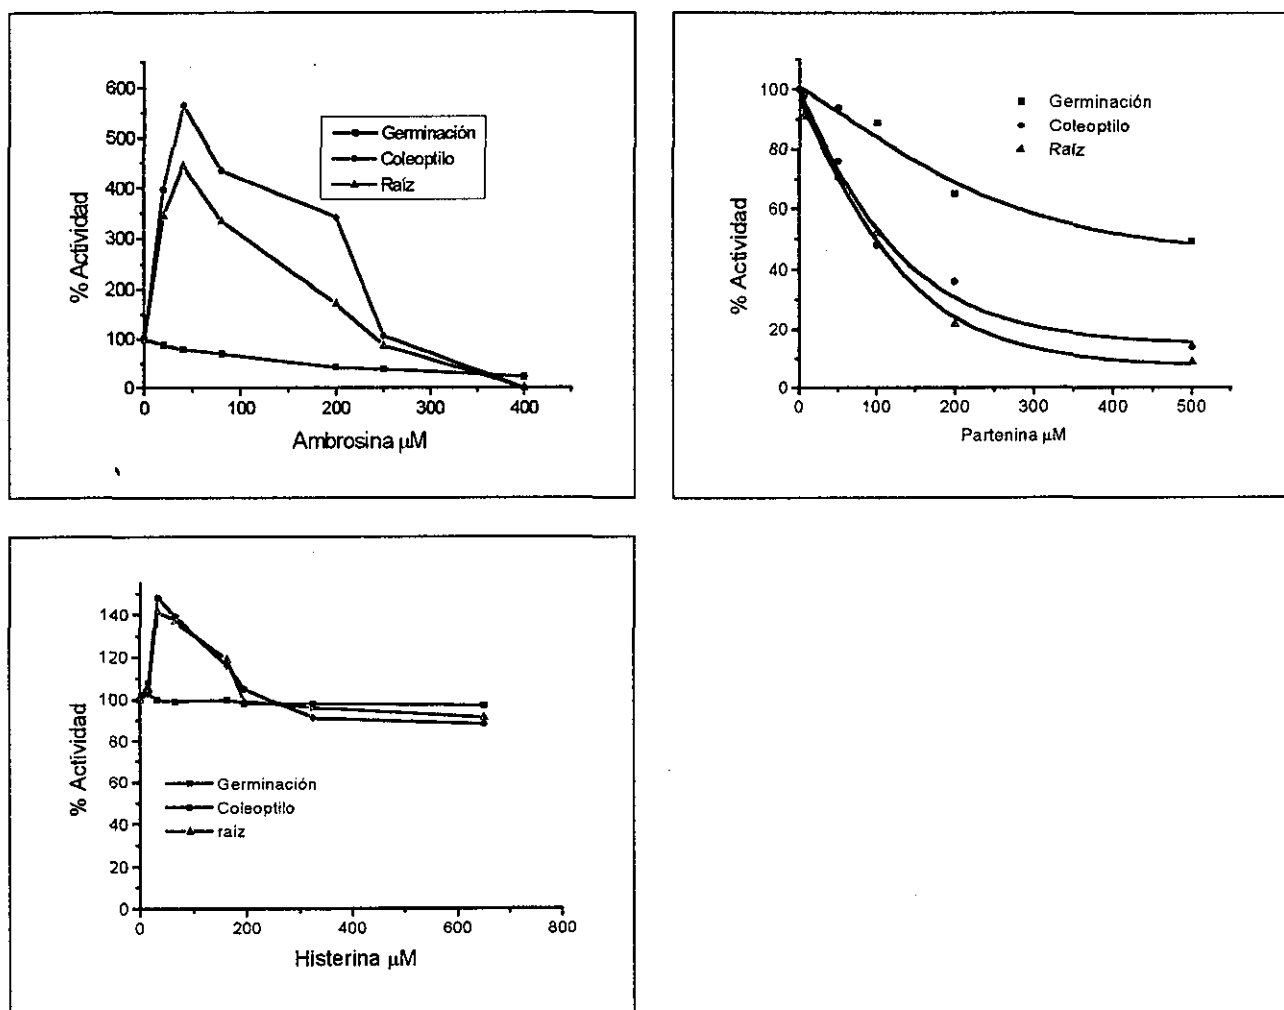 % Actividad
600
500
400
300
200
100
0
Germinación
Coleoptilo
Raíz
0 100 200 300 400
Ambrosina μM
% Actividad
100
80
60
40
20
0
Germinación
Coleoptilo
Raíz
0 100 200 300 400 500
Partenina μM
% Actividad
140
120
100
80
60
40
20
0
Germinación
Coleoptilo
raíz
0 200 400 600 800
Histerina μM